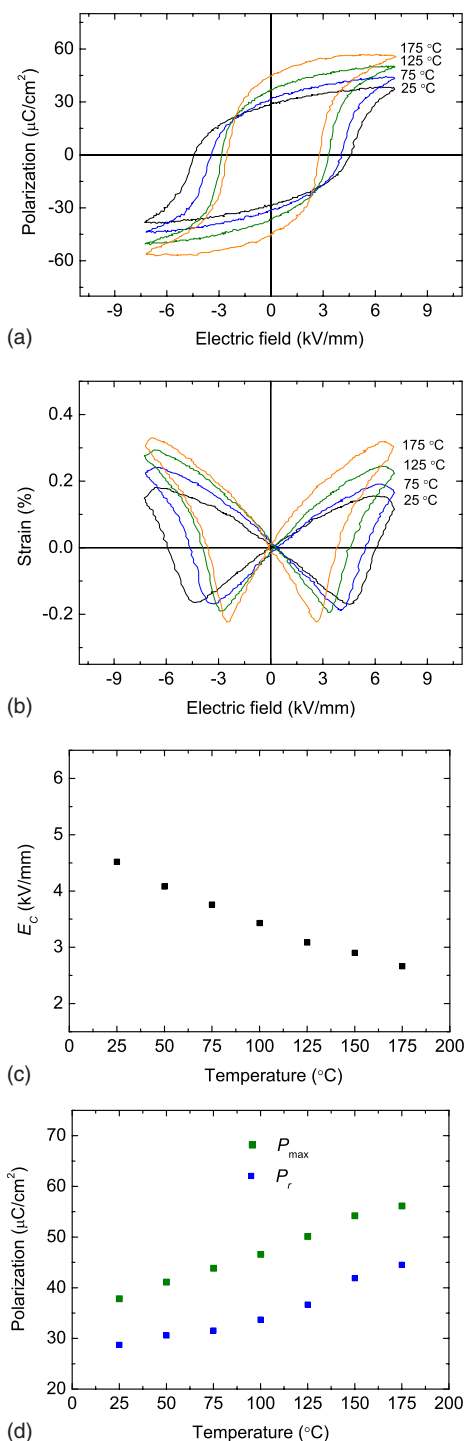 60
30
0
-30
-60
Polarization (μC/cm²)
175 °C
125 °C
75 °C
25 °C
-9 -6 -3 0 3 6 9
(a)
Electric field (kV/mm)
0.4
0.2
0.0
-0.2
Strain (%)
175 °C
125 °C
75 °C
25 °C
-9 -6 -3 0 3 6 9
(b)
Electric field (kV/mm)
6
5
4
3
2
E_C (kV/mm)
0 25 50 75 100 125 150 175 200
(c)
Temperature (°C)
70
60
50
40
30
20
Polarization (μC/cm²)
P_max
P_r
0 25 50 75 100 125 150 175 200
(d)
Temperature (°C)